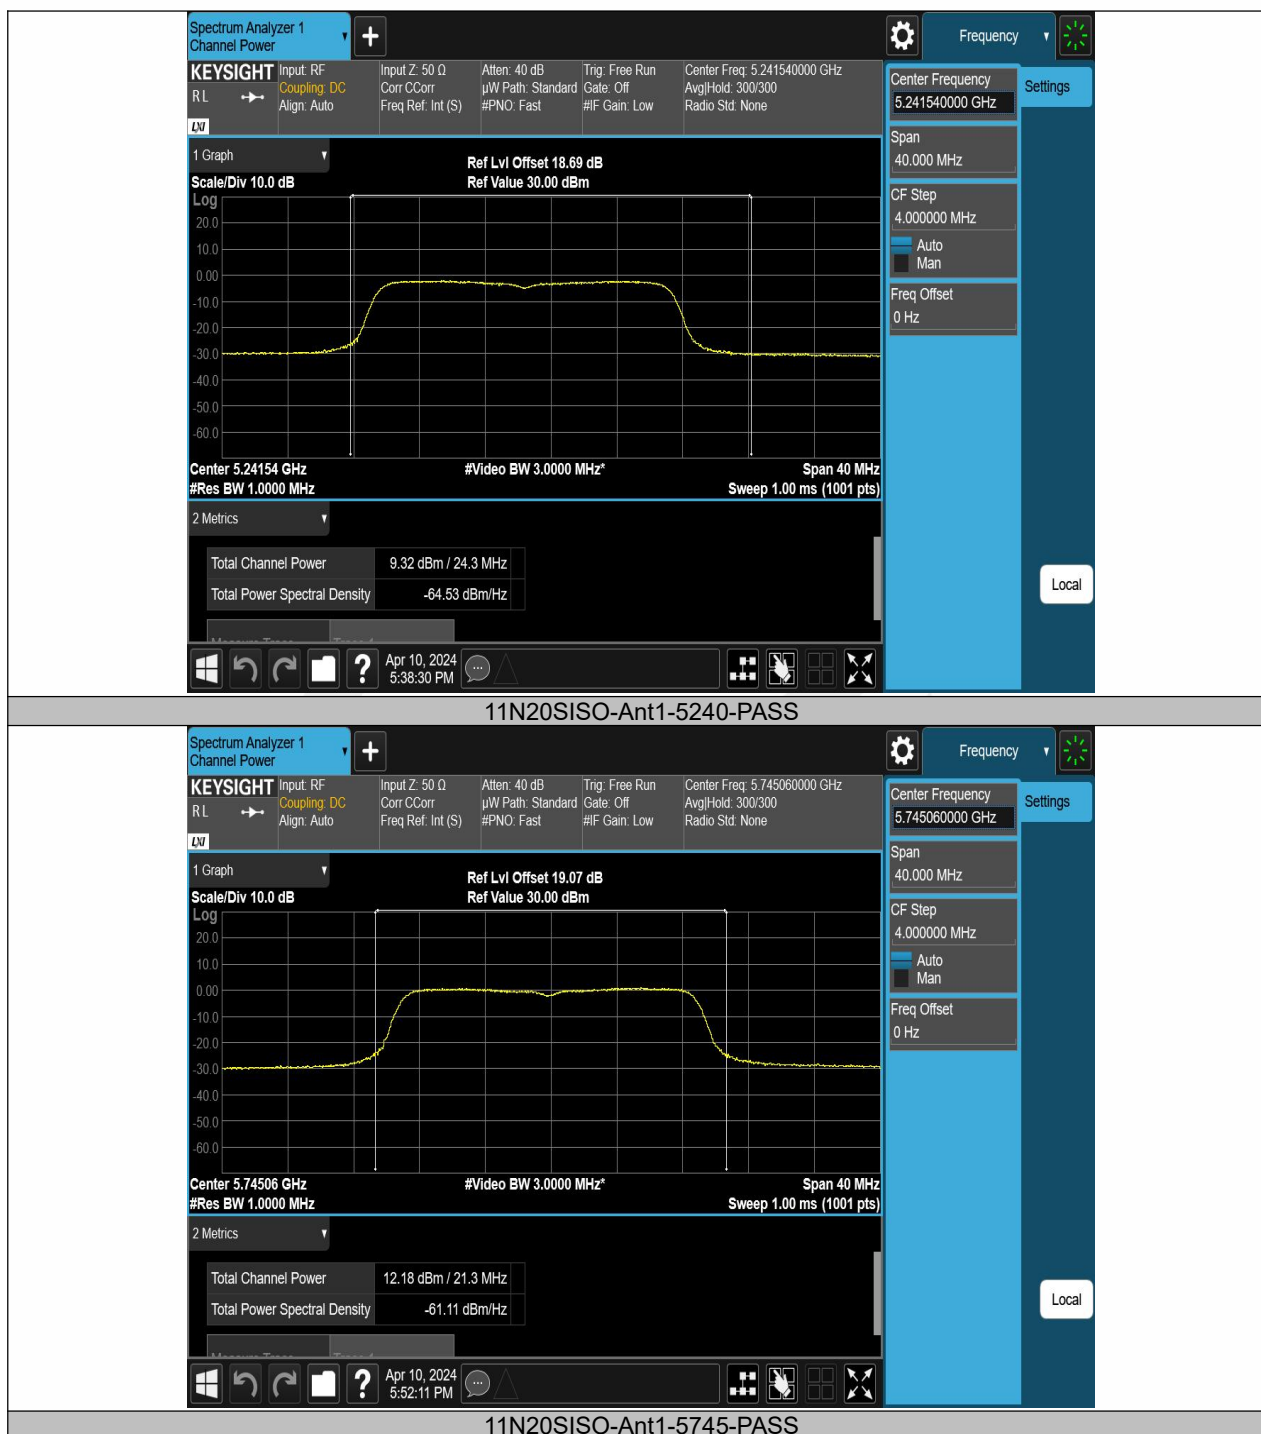 Spectrum Analyzer 1
Channel Power
Frequency
KEYSIGHT
R L
LXI
Input: RF
Coupling: DC
Align: Auto
Input Z: 50 Ω
Corr CCorr
Freq Ref: Int (S)
Atten: 40 dB
µW Path: Standard
#PNO: Fast
Trig: Free Run
Gate: Off
#IF Gain: Low
Center Freq: 5.241540000 GHz
Avg|Hold: 300/300
Radio Std: None
Center Frequency
5.241540000 GHz
Settings
Span
40.000 MHz
CF Step
4.000000 MHz
Auto
Man
Freq Offset
0 Hz
Local
1 Graph
Scale/Div 10.0 dB
Ref Lvl Offset 18.69 dB
Ref Value 30.00 dBm
Log
20.0
10.0
0.00
-10.0
-20.0
-30.0
-40.0
-50.0
-60.0
Center 5.24154 GHz
#Video BW 3.0000 MHz*
Span 40 MHz
#Res BW 1.0000 MHz
Sweep 1.00 ms (1001 pts)
2 Metrics
Total Channel Power 9.32 dBm / 24.3 MHz
Total Power Spectral Density -64.53 dBm/Hz
?
Apr 10, 2024
5:38:30 PM
11N20SISO-Ant1-5240-PASS
Spectrum Analyzer 1
Channel Power
Frequency
KEYSIGHT
R L
LXI
Input: RF
Coupling: DC
Align: Auto
Input Z: 50 Ω
Corr CCorr
Freq Ref: Int (S)
Atten: 40 dB
µW Path: Standard
#PNO: Fast
Trig: Free Run
Gate: Off
#IF Gain: Low
Center Freq: 5.745060000 GHz
Avg|Hold: 300/300
Radio Std: None
Center Frequency
5.745060000 GHz
Settings
Span
40.000 MHz
CF Step
4.000000 MHz
Auto
Man
Freq Offset
0 Hz
Local
1 Graph
Scale/Div 10.0 dB
Ref Lvl Offset 19.07 dB
Ref Value 30.00 dBm
Log
20.0
10.0
0.00
-10.0
-20.0
-30.0
-40.0
-50.0
-60.0
Center 5.74506 GHz
#Video BW 3.0000 MHz*
Span 40 MHz
#Res BW 1.0000 MHz
Sweep 1.00 ms (1001 pts)
2 Metrics
Total Channel Power 12.18 dBm / 21.3 MHz
Total Power Spectral Density -61.11 dBm/Hz
?
Apr 10, 2024
5:52:11 PM
11N20SISO-Ant1-5745-PASS